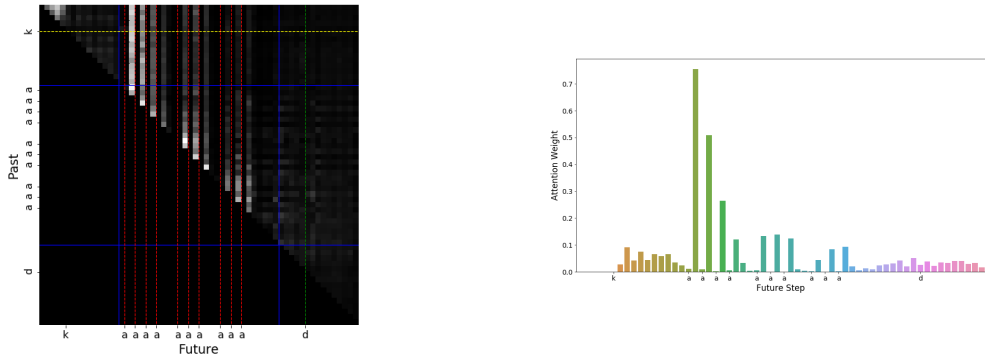 Past
k
a a a a
a a a
a a a
d
k a a a a a a a a a a d
Future
Attention Weight
0.7
0.6
0.5
0.4
0.3
0.2
0.1
0.0
k a a a a a a a a a a d
Future Step